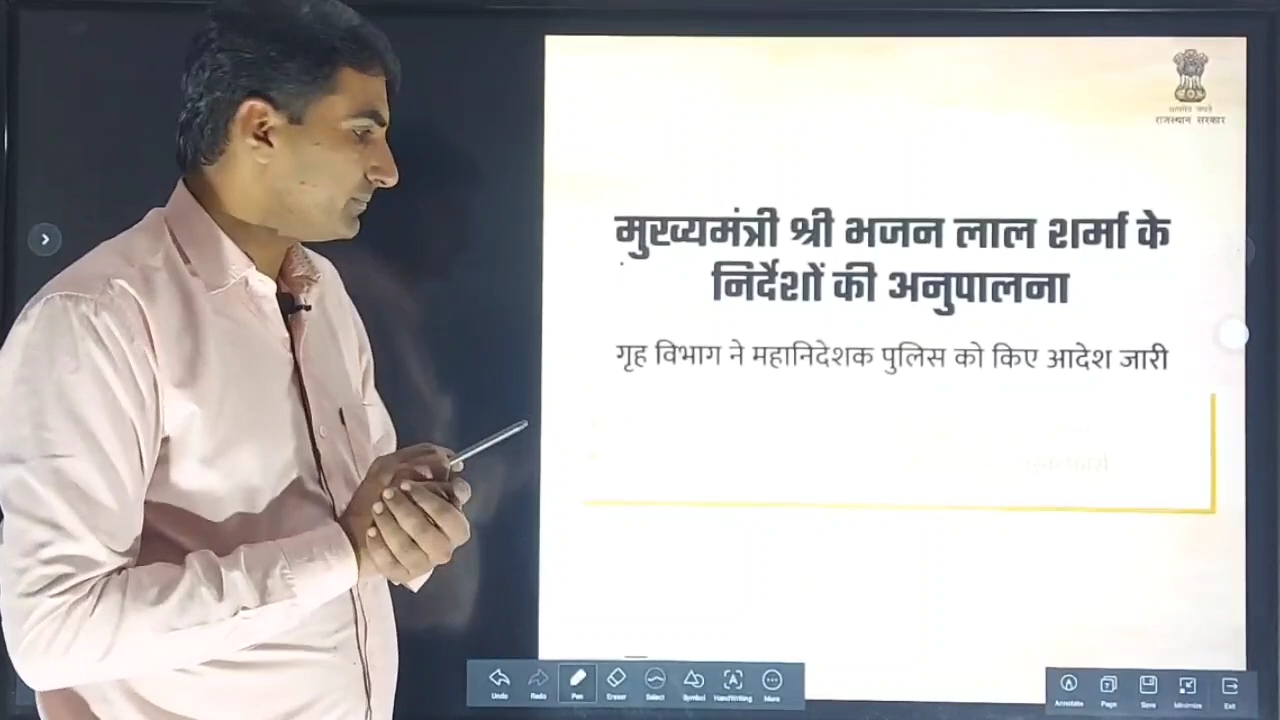 राजस्थान सरकार
मुख्यमंत्री श्री भजन लाल शर्मा के
निर्देशों की अनुपालना
गृह विभाग ने महानिदेशक पुलिस को किए आदेश जारी
Undo
Redo
Pen
Eraser
Select
Symbol
HandWriting
More
Annotate
Page
Save
Minimize
Exit